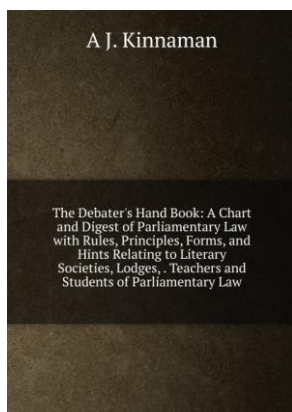 A J. Kinnaman
The Debater's Hand Book: A Chart
and Digest of Parliamentary Law
with Rules, Principles, Forms, and
Hints Relating to Literary
Societies, Lodges, . Teachers and
Students of Parliamentary Law